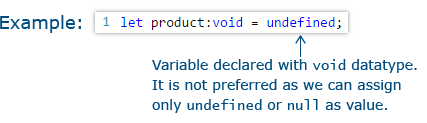 Example: 1 let product:void = undefined;
Variable declared with void datatype.
It is not preferred as we can assign
only undefined or null as value.